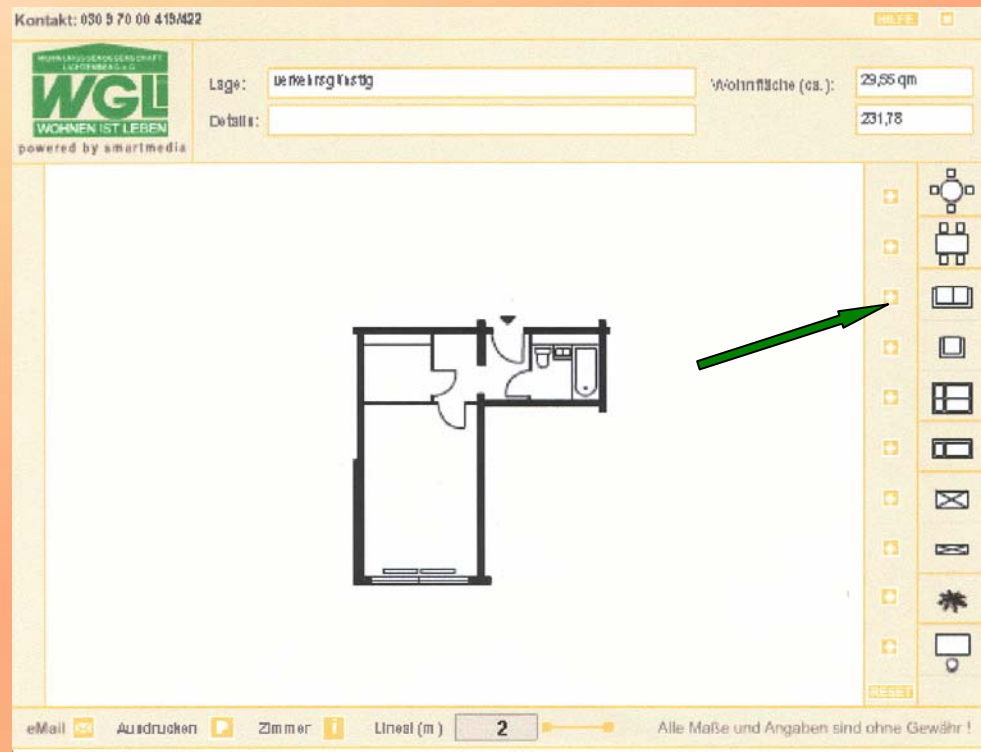 Kontakt: 030 9 70 00 419/422
HILFE
WOHNUNGSGENOSSENSCHAFT
LICHTENBERG e.G.
WGLi
WOHNEN IST LEBEN
powered by smartmedia
Lage: verkehrsgünstig
Wohnfläche (ca.): 29,55 qm
Details:
231,78
RESET
eMail Ausdrucken Zimmer Lineal (m) 2 Alle Maße und Angaben sind ohne Gewähr !